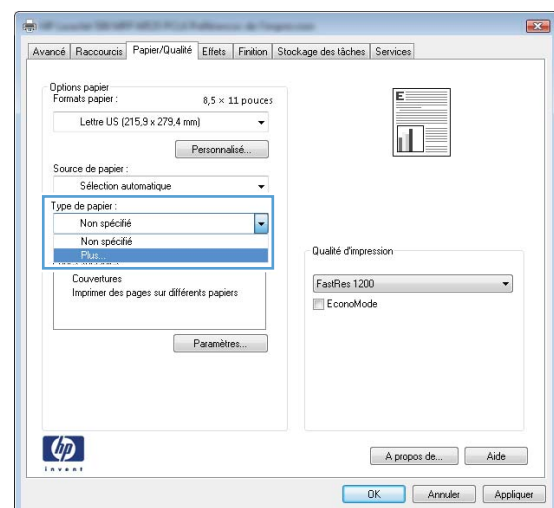 Avancé Raccourcis Papier/Qualité Effets Finition Stockage des tâches Services
Options papier
Formats papier : 8,5 × 11 pouces
Lettre US (215,9 x 279,4 mm)
Personnalisé...
Source de papier :
Sélection automatique
Type de papier :
Non spécifié
Non spécifié
Plus...
Couvertures
Imprimer des pages sur différents papiers
Paramètres...
E
Qualité d'impression
FastRes 1200
EconoMode
hp
invent
A propos de... Aide
OK Annuler Appliquer